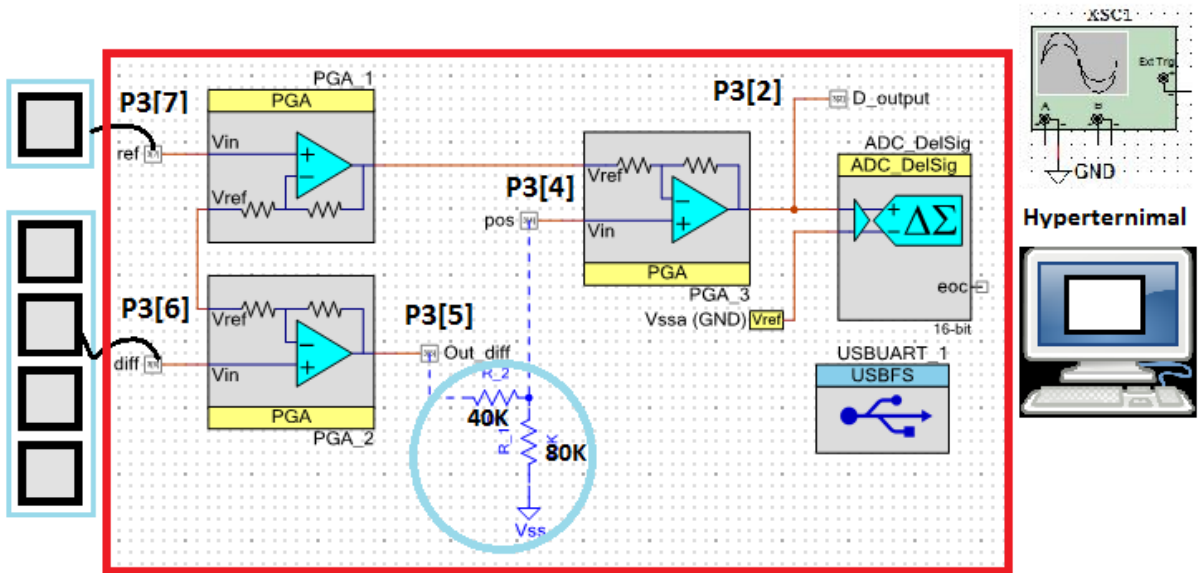 XSC1
Ext Trig
A
B
GND
Hyperternimal
P3[7]
ref
PGA_1
PGA
Vin
Vref
P3[6]
diff
Vref
Vin
PGA
PGA_2
P3[5]
Out_diff
R_2
40K
R_1
80K
Vss
P3[4]
pos
Vref
Vin
PGA
PGA_3
P3[2]
D_output
ADC_DelSig
ADC_DelSig
ΔΣ
eoc
16-bit
Vssa (GND)
Vref
USBUART_1
USBFS